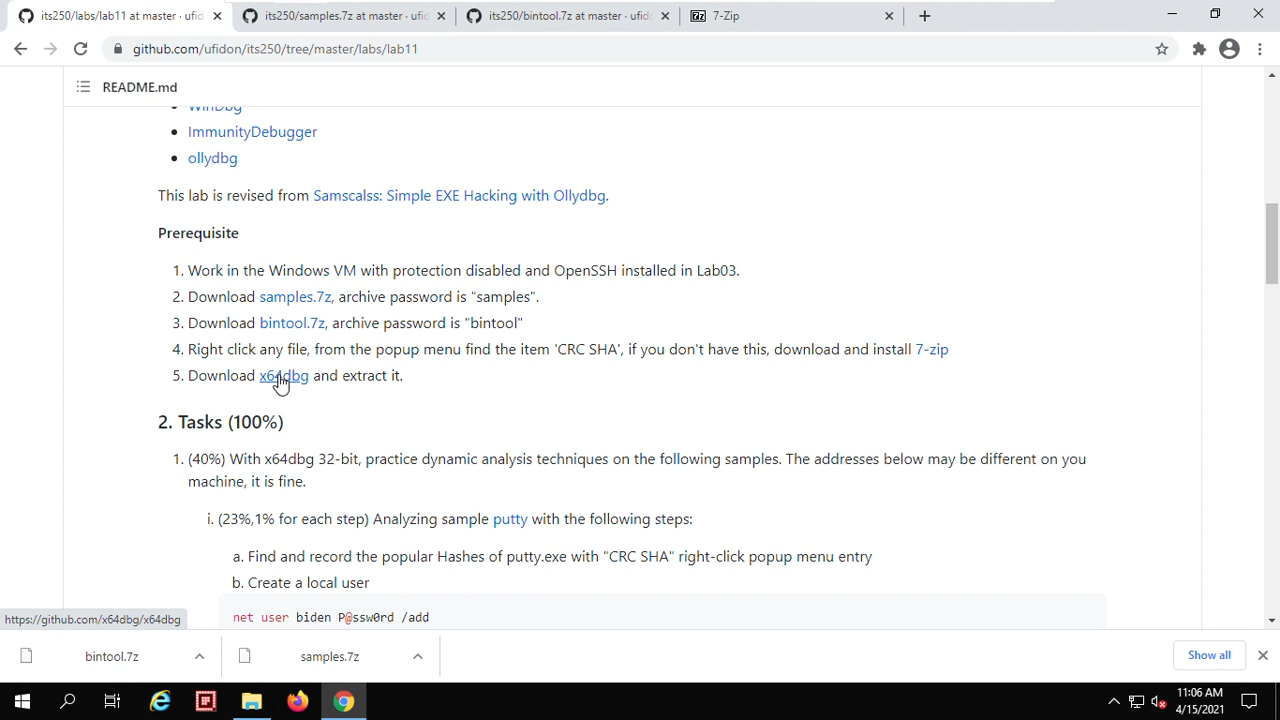 its250/labs/lab11 at master · ufid
its250/samples.7z at master · ufid
its250/bintool.7z at master · ufid
7-Zip
github.com/ufidon/its250/tree/master/labs/lab11
README.md
WinDbg
ImmunityDebugger
ollydbg
This lab is revised from Samscalss: Simple EXE Hacking with Ollydbg.
Prerequisite
1. Work in the Windows VM with protection disabled and OpenSSH installed in Lab03.
2. Download samples.7z, archive password is "samples".
3. Download bintool.7z, archive password is "bintool"
4. Right click any file, from the popup menu find the item 'CRC SHA', if you don't have this, download and install 7-zip
5. Download x64dbg and extract it.
2. Tasks (100%)
1. (40%) With x64dbg 32-bit, practice dynamic analysis techniques on the following samples. The addresses below may be different on you
machine, it is fine.
i. (23%,1% for each step) Analyzing sample putty with the following steps:
a. Find and record the popular Hashes of putty.exe with "CRC SHA" right-click popup menu entry
b. Create a local user
net user biden P@ssw0rd /add
https://github.com/x64dbg/x64dbg
bintool.7z
samples.7z
Show all
11:06 AM
4/15/2021